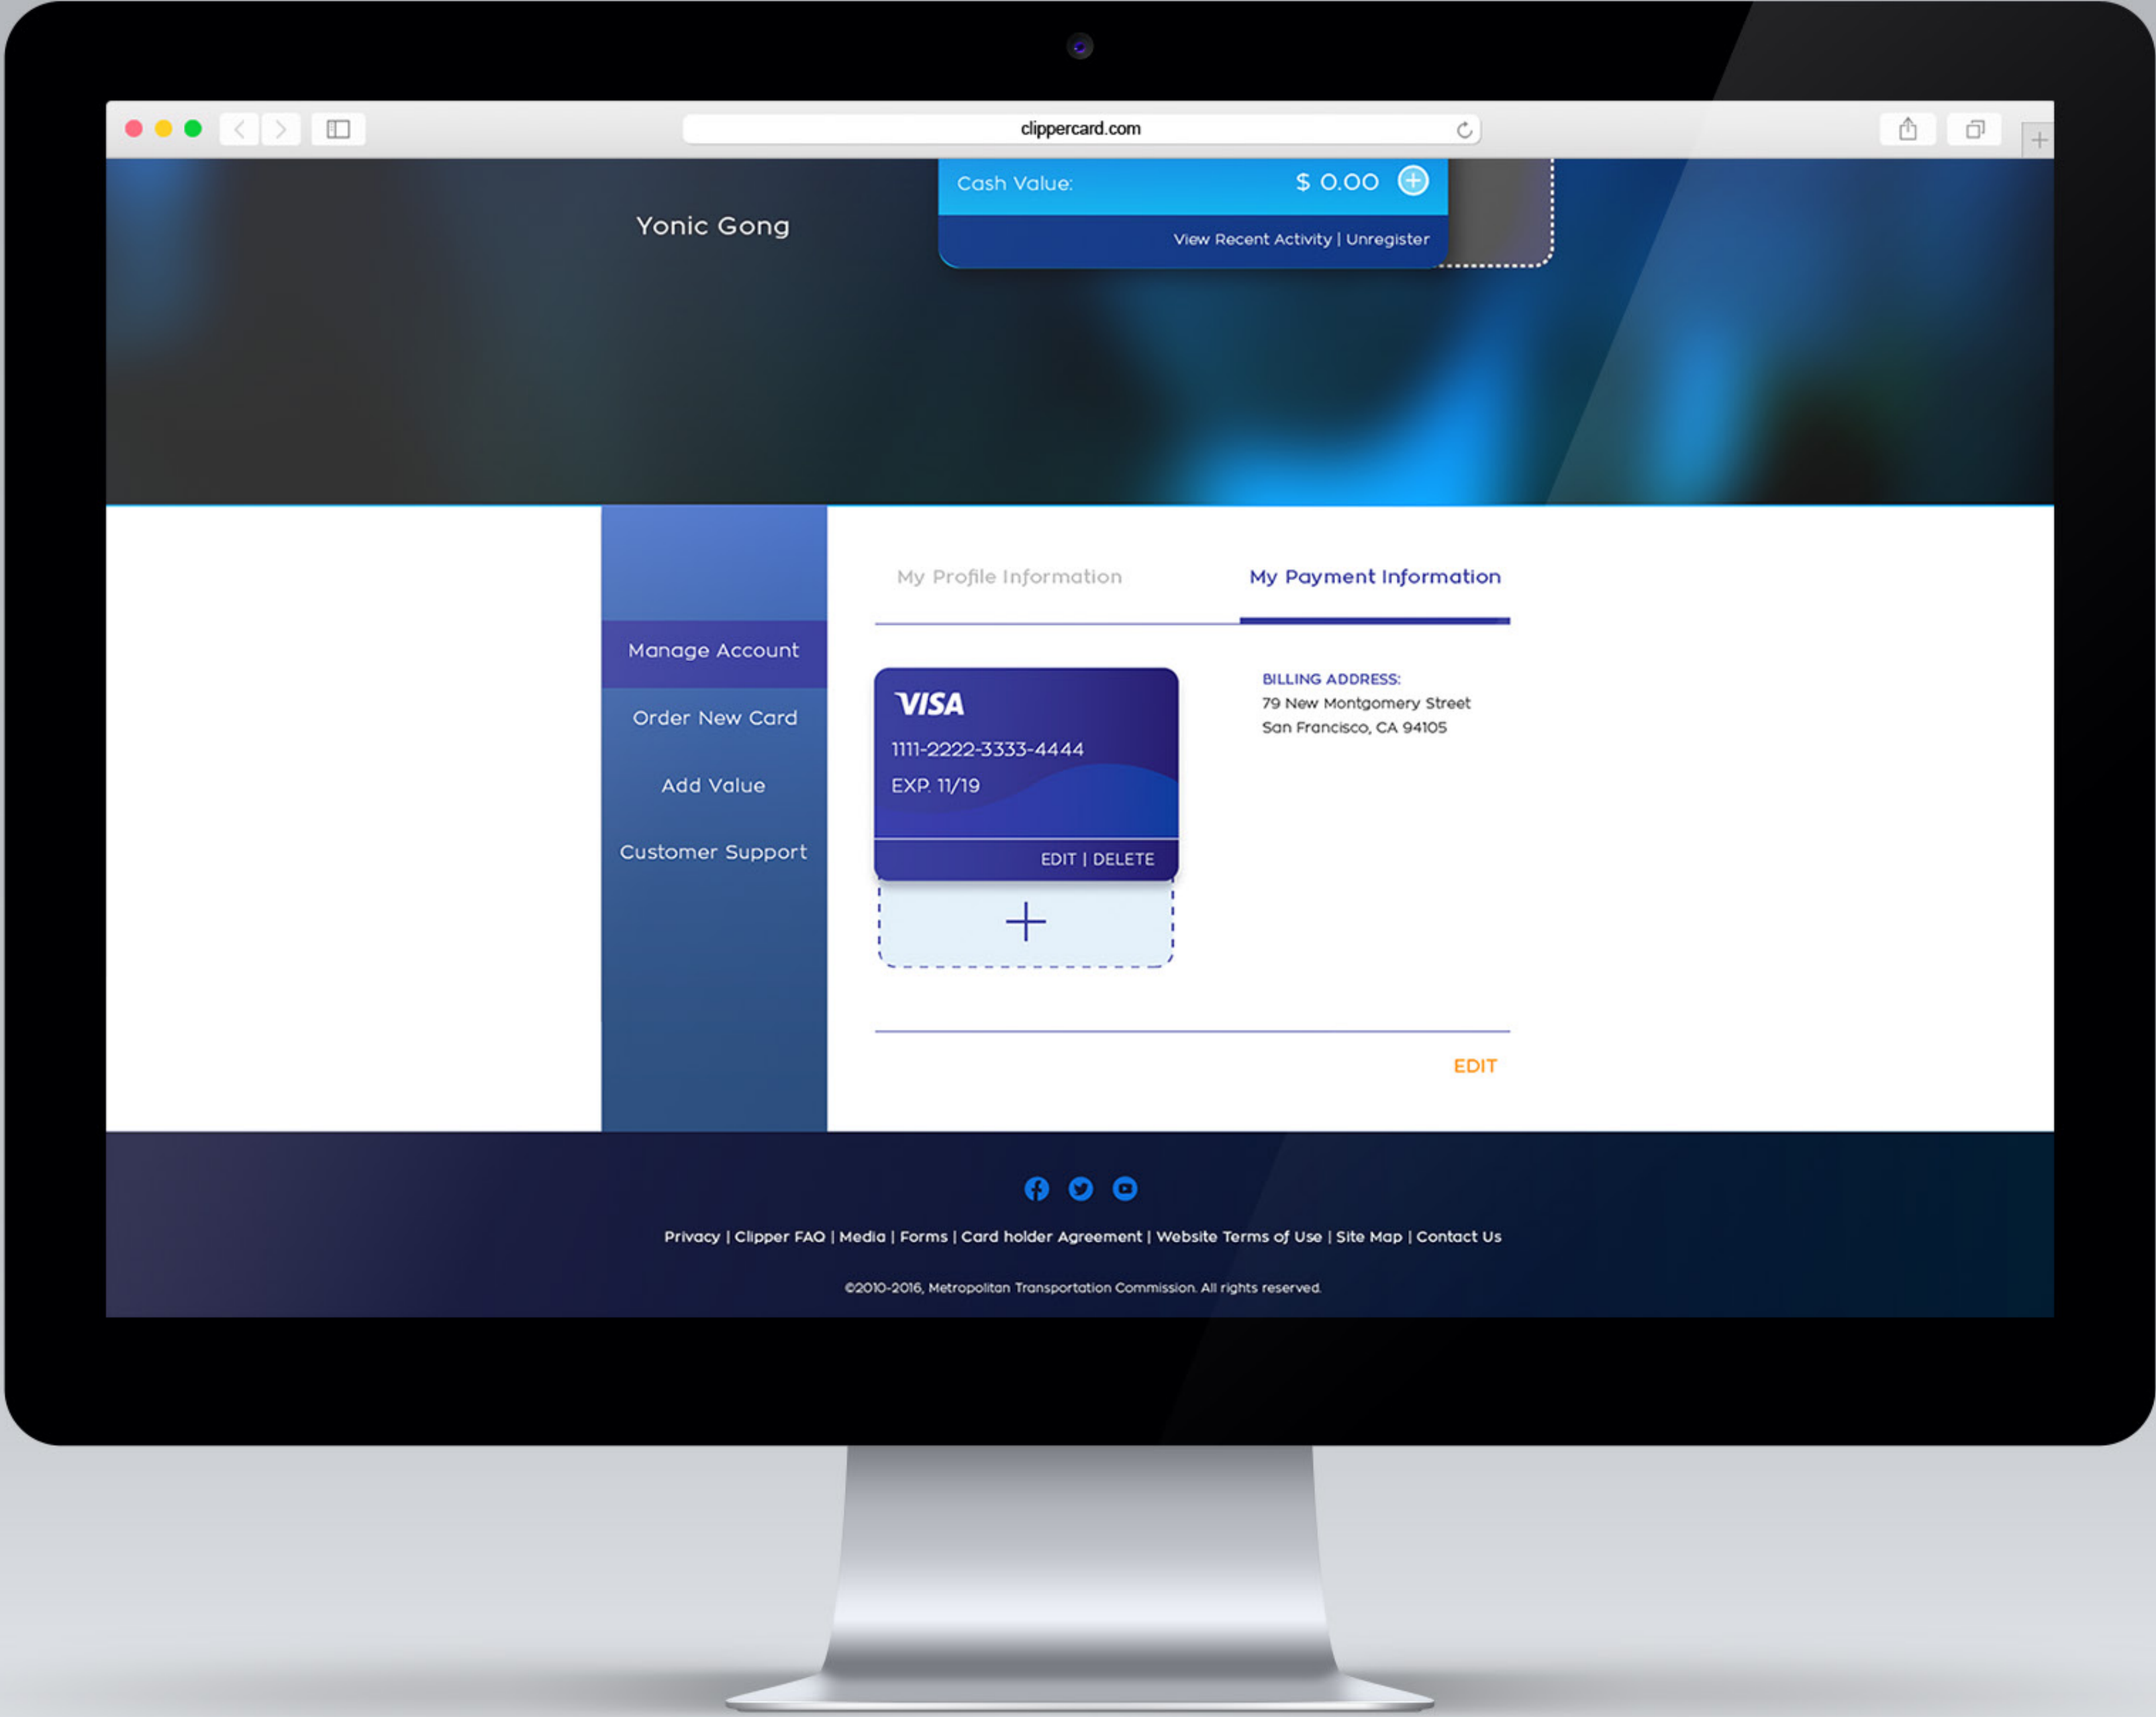 clippercard.com
Cash Value: $ 0.00
Yonic Gong
View Recent Activity | Unregister
My Profile Information My Payment Information
Manage Account
Order New Card
Add Value
Customer Support
VISA
1111-2222-3333-4444
EXP. 11/19
EDIT | DELETE
BILLING ADDRESS:
79 New Montgomery Street
San Francisco, CA 94105
EDIT
Privacy | Clipper FAQ | Media | Forms | Card holder Agreement | Website Terms of Use | Site Map | Contact Us
©2010-2016, Metropolitan Transportation Commission. All rights reserved.